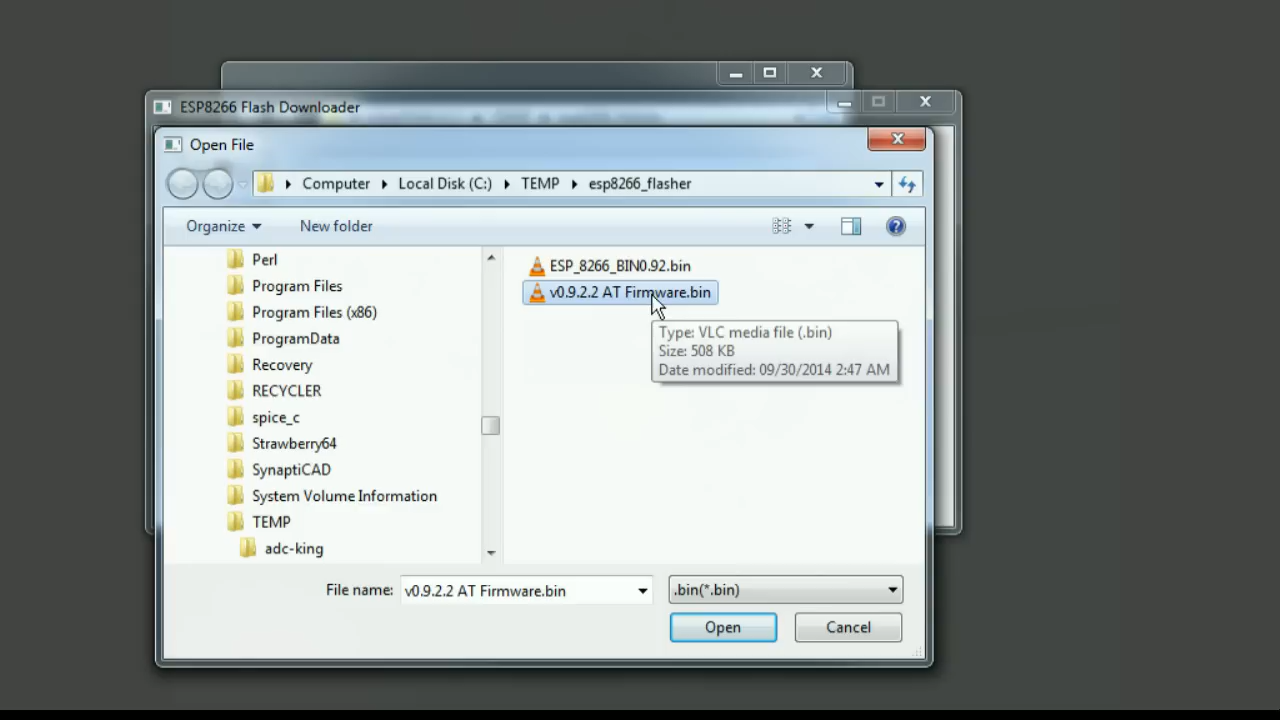 ESP8266 Flash Downloader
Open File
Computer Local Disk (C:) TEMP esp8266_flasher
Organize New folder
Perl
Program Files
Program Files (x86)
ProgramData
Recovery
RECYCLER
spice_c
Strawberry64
SynaptiCAD
System Volume Information
TEMP
adc-king
ESP_8266_BIN0.92.bin
v0.9.2.2 AT Firmware.bin
Type: VLC media file (.bin)
Size: 508 KB
Date modified: 09/30/2014 2:47 AM
File name: v0.9.2.2 AT Firmware.bin .bin(*.bin)
Open Cancel